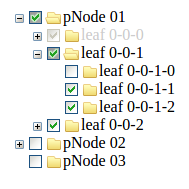 pNode 01
leaf 0-0-0
leaf 0-0-1
leaf 0-0-1-0
leaf 0-0-1-1
leaf 0-0-1-2
leaf 0-0-2
pNode 02
pNode 03